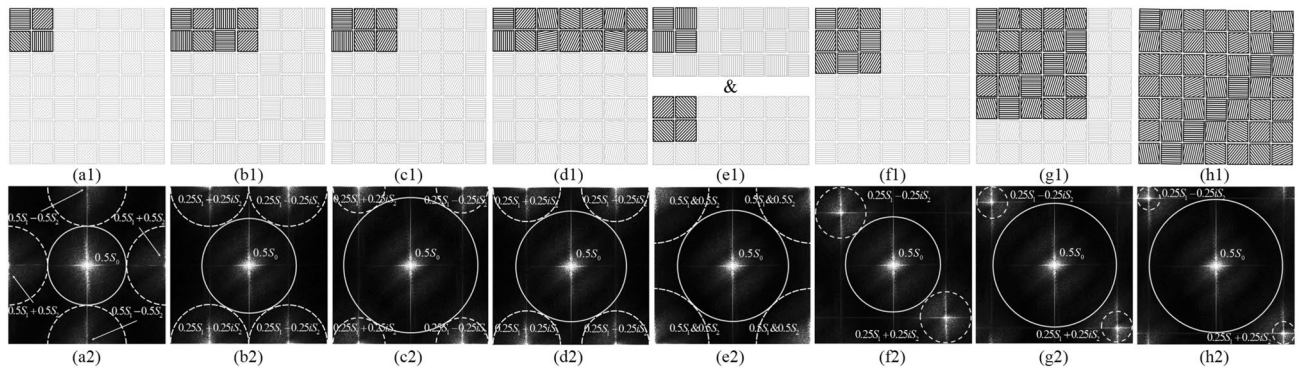 &
(a1) (b1) (c1) (d1) (e1) (f1) (g1) (h1)
0.5S₁−0.5S₂
0.5S₁+0.5S₂
0.5S₀
0.5S₁+0.5S₂
0.5S₁−0.5S₂
0.25S₁+0.25iS₂ 0.25S₁−0.25iS₂
0.5S₀
0.25S₁+0.25iS₂ 0.25S₁−0.25iS₂
0.25S₁+0.25iS₂ 0.25S₁−0.25iS₂
0.5S₀
0.25S₁+0.25iS₂ 0.25S₁−0.25iS₂
0.25S₁+0.25iS₂ 0.25S₁−0.25iS₂
0.5S₀
0.25S₁+0.25iS₂ 0.25S₁−0.25iS₂
0.5S₁&0.5S₂ 0.5S₁&0.5S₂
0.5S₀
0.5S₁&0.5S₂ 0.5S₁&0.5S₂
0.25S₁−0.25iS₂
0.5S₀
0.25S₁+0.25iS₂
0.25S₁−0.25iS₂
0.5S₀
0.25S₁+0.25iS₂
0.25S₁−0.25iS₂
0.5S₀
0.25S₁+0.25iS₂
(a2) (b2) (c2) (d2) (e2) (f2) (g2) (h2)